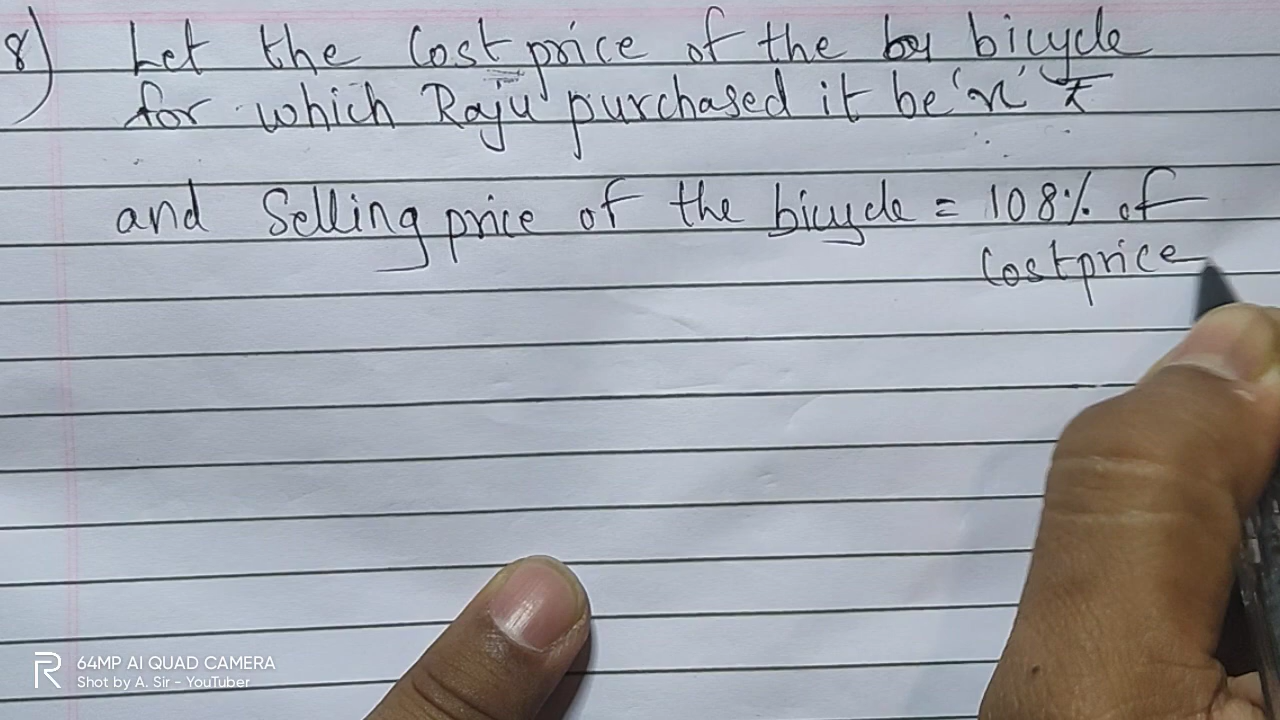 8) Let the Cost price of the bicycle
for which Raju purchased it be 'x' ₹
and Selling price of the bicycle = 108% of
Cost price
R 64MP AI QUAD CAMERA
Shot by A. Sir - YouTuber